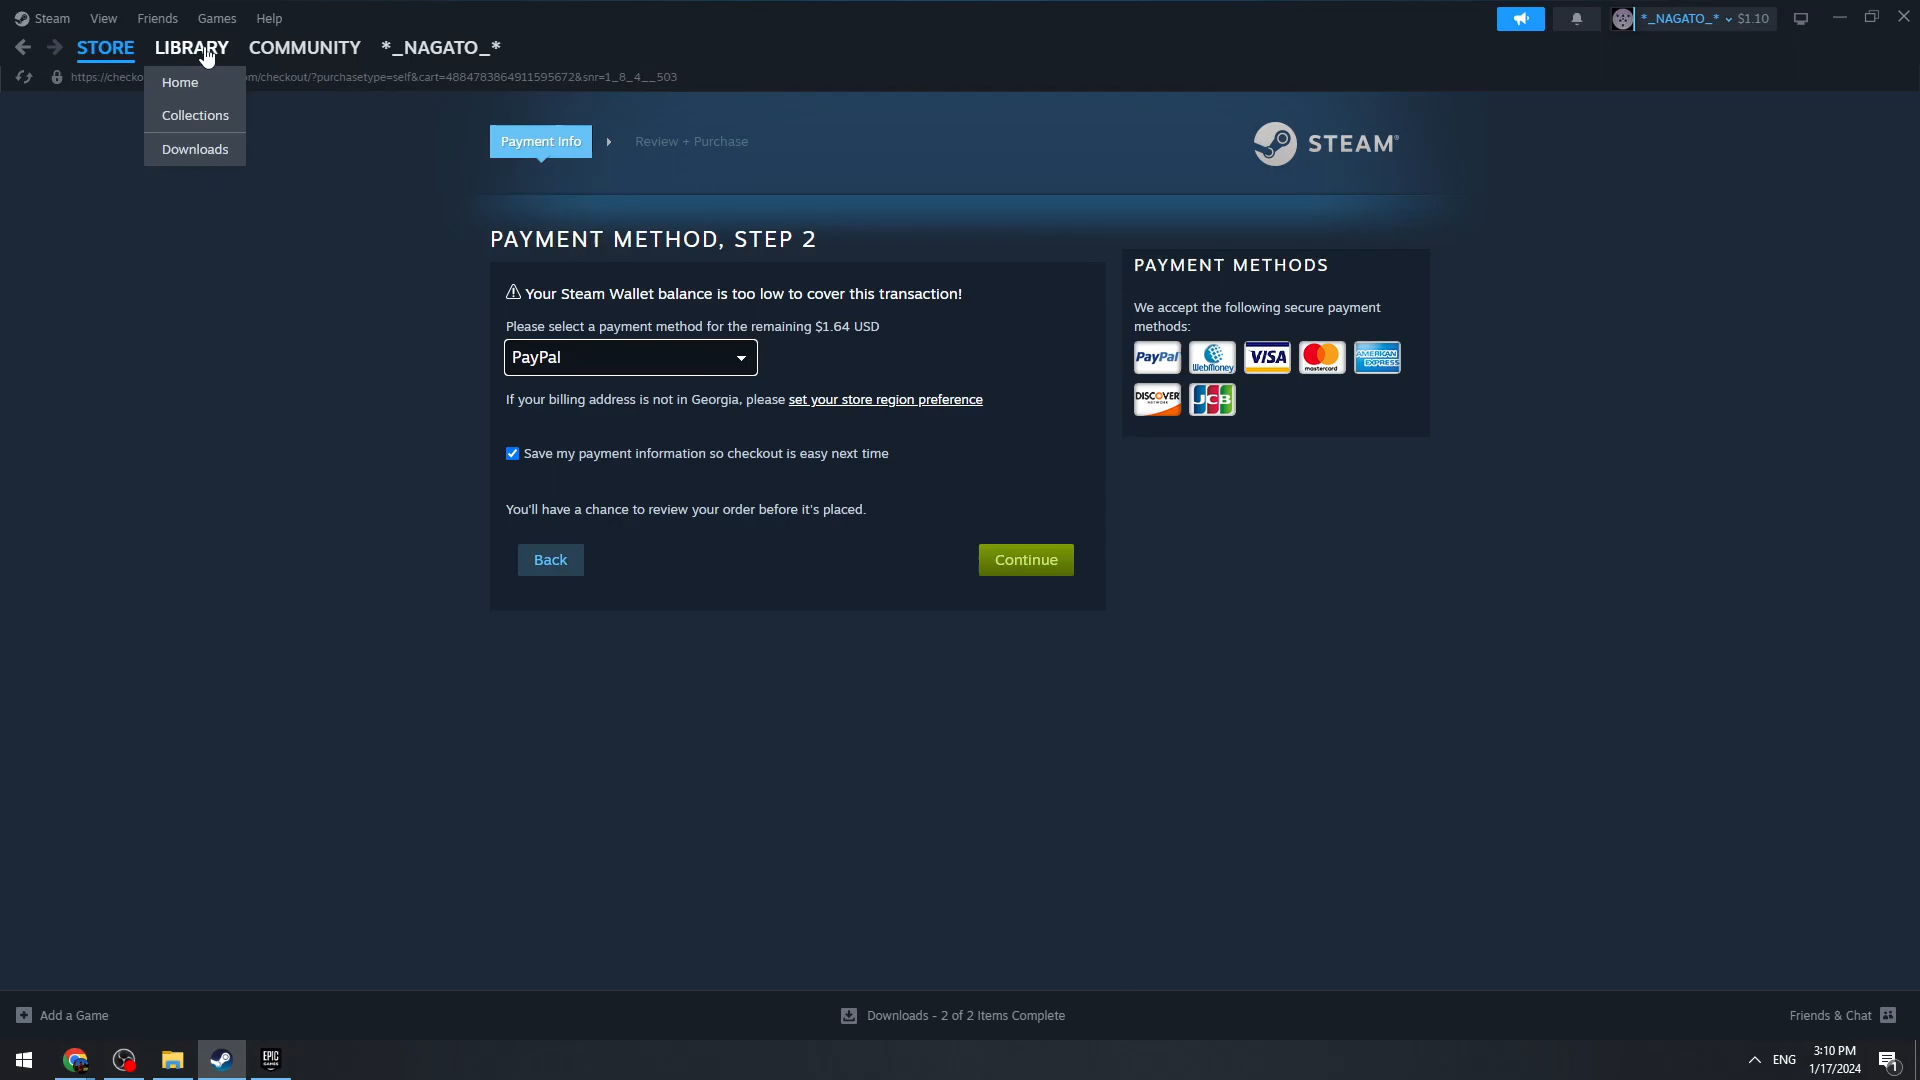 Steam View Friends Games Help *_NAGATO_* $1.10
STORE LIBRARY COMMUNITY *_NAGATO_*
https://checko om/checkout/?purchasetype=self&cart=4884783864911595672&snr=1_8_4__503
Home
Collections
Downloads
Payment Info Review + Purchase
STEAM®
PAYMENT METHOD, STEP 2
Your Steam Wallet balance is too low to cover this transaction!
Please select a payment method for the remaining $1.64 USD
PayPal
If your billing address is not in Georgia, please set your store region preference
Save my payment information so checkout is easy next time
You'll have a chance to review your order before it's placed.
Back Continue
PAYMENT METHODS
We accept the following secure payment
methods:
PayPal WebMoney VISA mastercard AMERICAN EXPRESS
DISCOVER JCB
Add a Game Downloads - 2 of 2 Items Complete Friends & Chat
EPIC GAMES
ENG
3:10 PM
1/17/2024
1